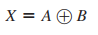 X = A ⊕ B